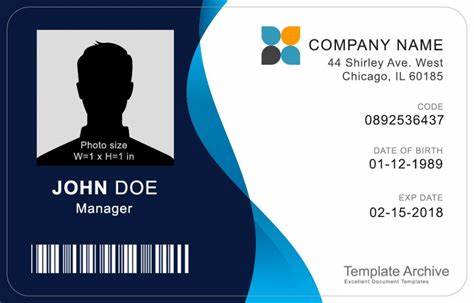 Photo size
W=1 x H=1 in
JOHN DOE
Manager
COMPANY NAME
44 Shirley Ave. West
Chicago, IL 60185
CODE
0892536437
DATE OF BIRTH
01-12-1989
EXP DATE
02-15-2018
Template Archive
Excellent Document Templates